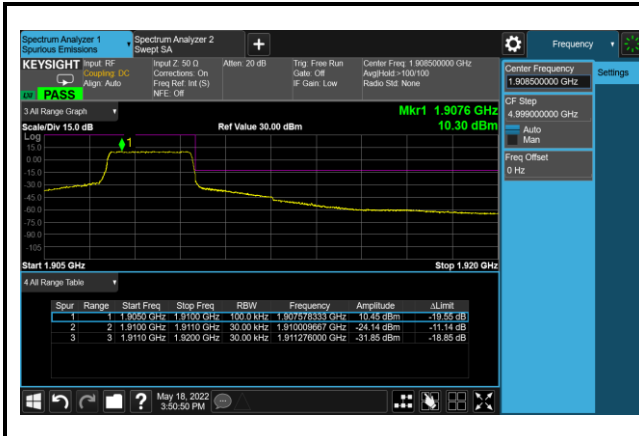 Spectrum Analyzer 1
Spurious Emissions
Spectrum Analyzer 2
Swept SA
Frequency
KEYSIGHT
Input: RF
Coupling: DC
Align: Auto
Input Z: 50 Ω
Corrections: On
Freq Ref: Int (S)
NFE: Off
Atten: 20 dB
Trig: Free Run
Gate: Off
IF Gain: Low
Center Freq: 1.908500000 GHz
Avg|Hold:>100/100
Radio Std: None
PASS
Center Frequency
1.908500000 GHz
Settings
CF Step
4.999000000 GHz
Auto
Man
Freq Offset
0 Hz
3 All Range Graph
Mkr1 1.9076 GHz
Scale/Div 15.0 dB
Ref Value 30.00 dBm
10.30 dBm
Log
1
15.0
0.00
-15.0
-30.0
-45.0
-60.0
-75.0
-90.0
-105
Start 1.905 GHz
Stop 1.920 GHz
4 All Range Table
Spur Range Start Freq Stop Freq RBW Frequency Amplitude ΔLimit
1 1 1.9050 GHz 1.9100 GHz 100.0 kHz 1.907578333 GHz 10.45 dBm -19.55 dB
2 2 1.9100 GHz 1.9110 GHz 30.00 kHz 1.910009667 GHz -24.14 dBm -11.14 dB
3 3 1.9110 GHz 1.9200 GHz 30.00 kHz 1.911276000 GHz -31.85 dBm -18.85 dB
?
May 18, 2022
3:50:50 PM